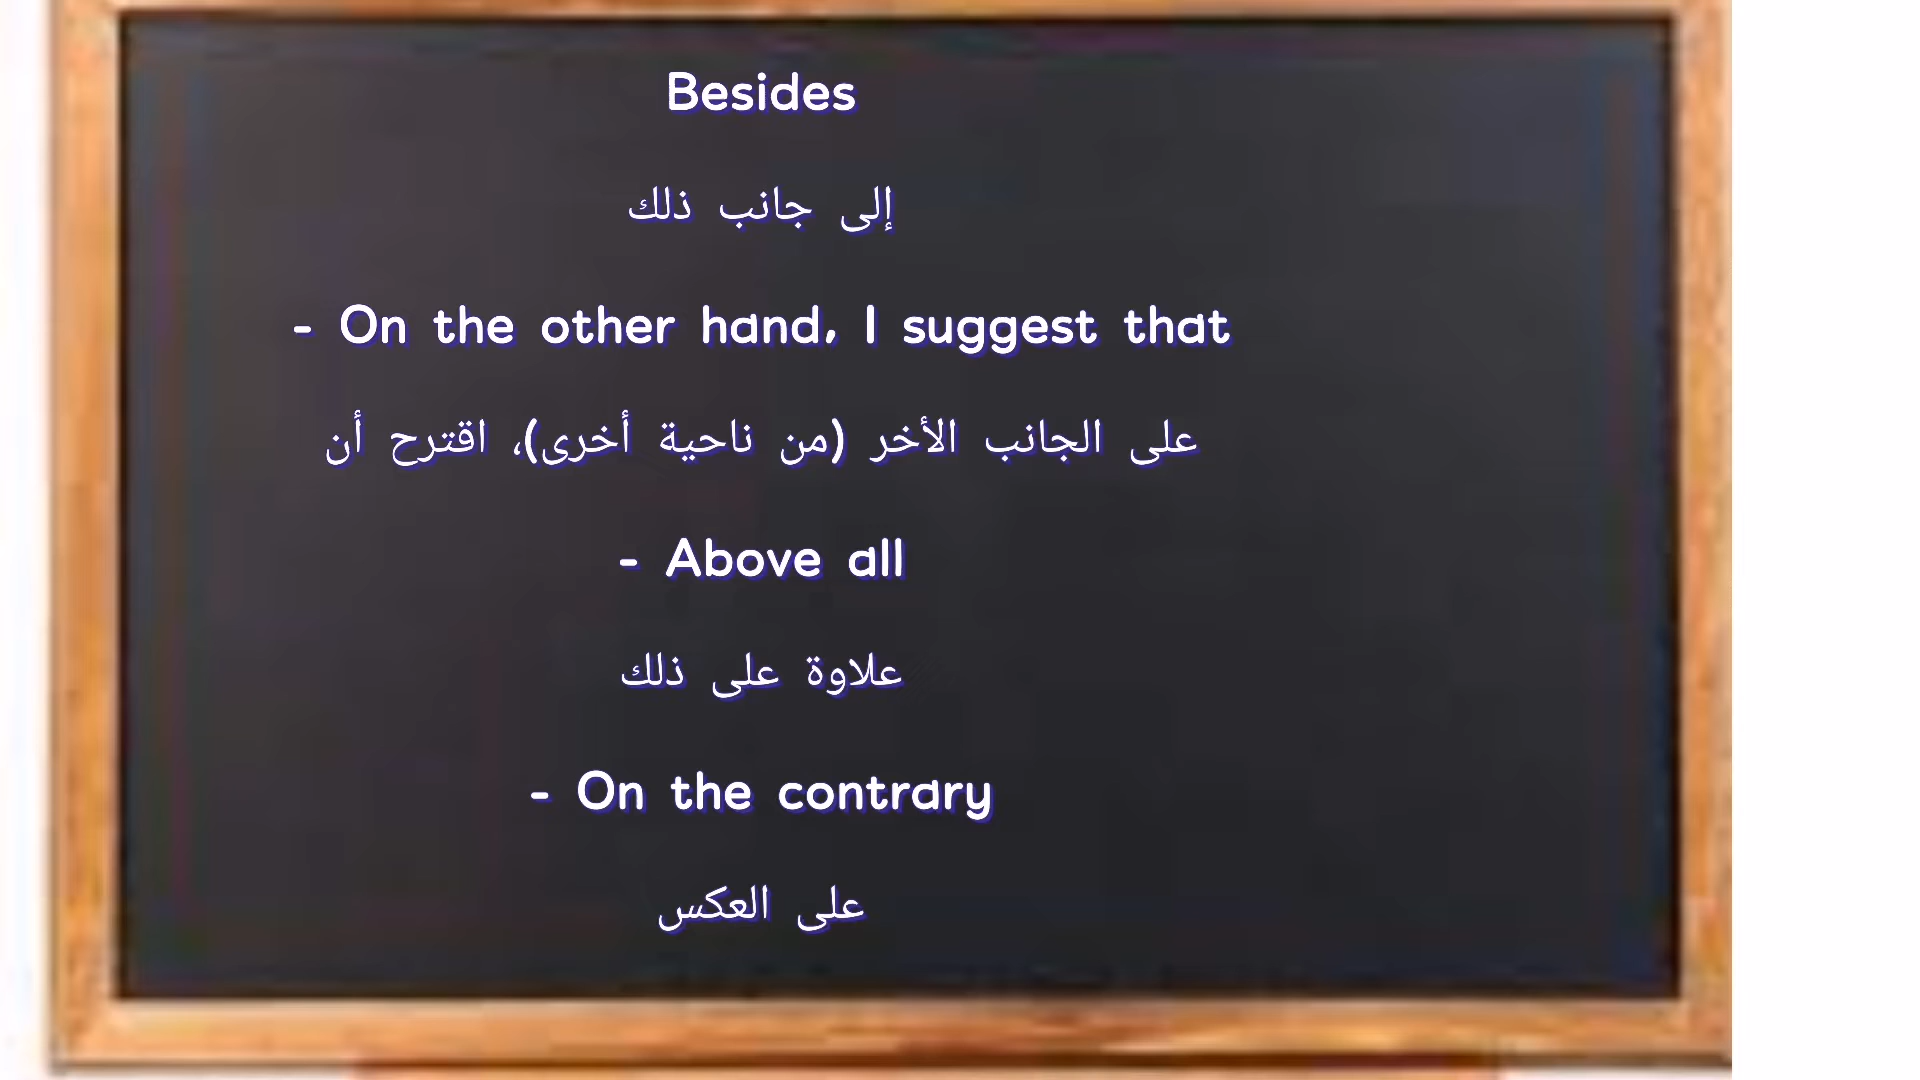 Besides
إلى جانب ذلك
- On the other hand, I suggest that
على الجانب الأخر (من ناحية أخرى)، اقترح أن
- Above all
علاوة على ذلك
- On the contrary
على العكس